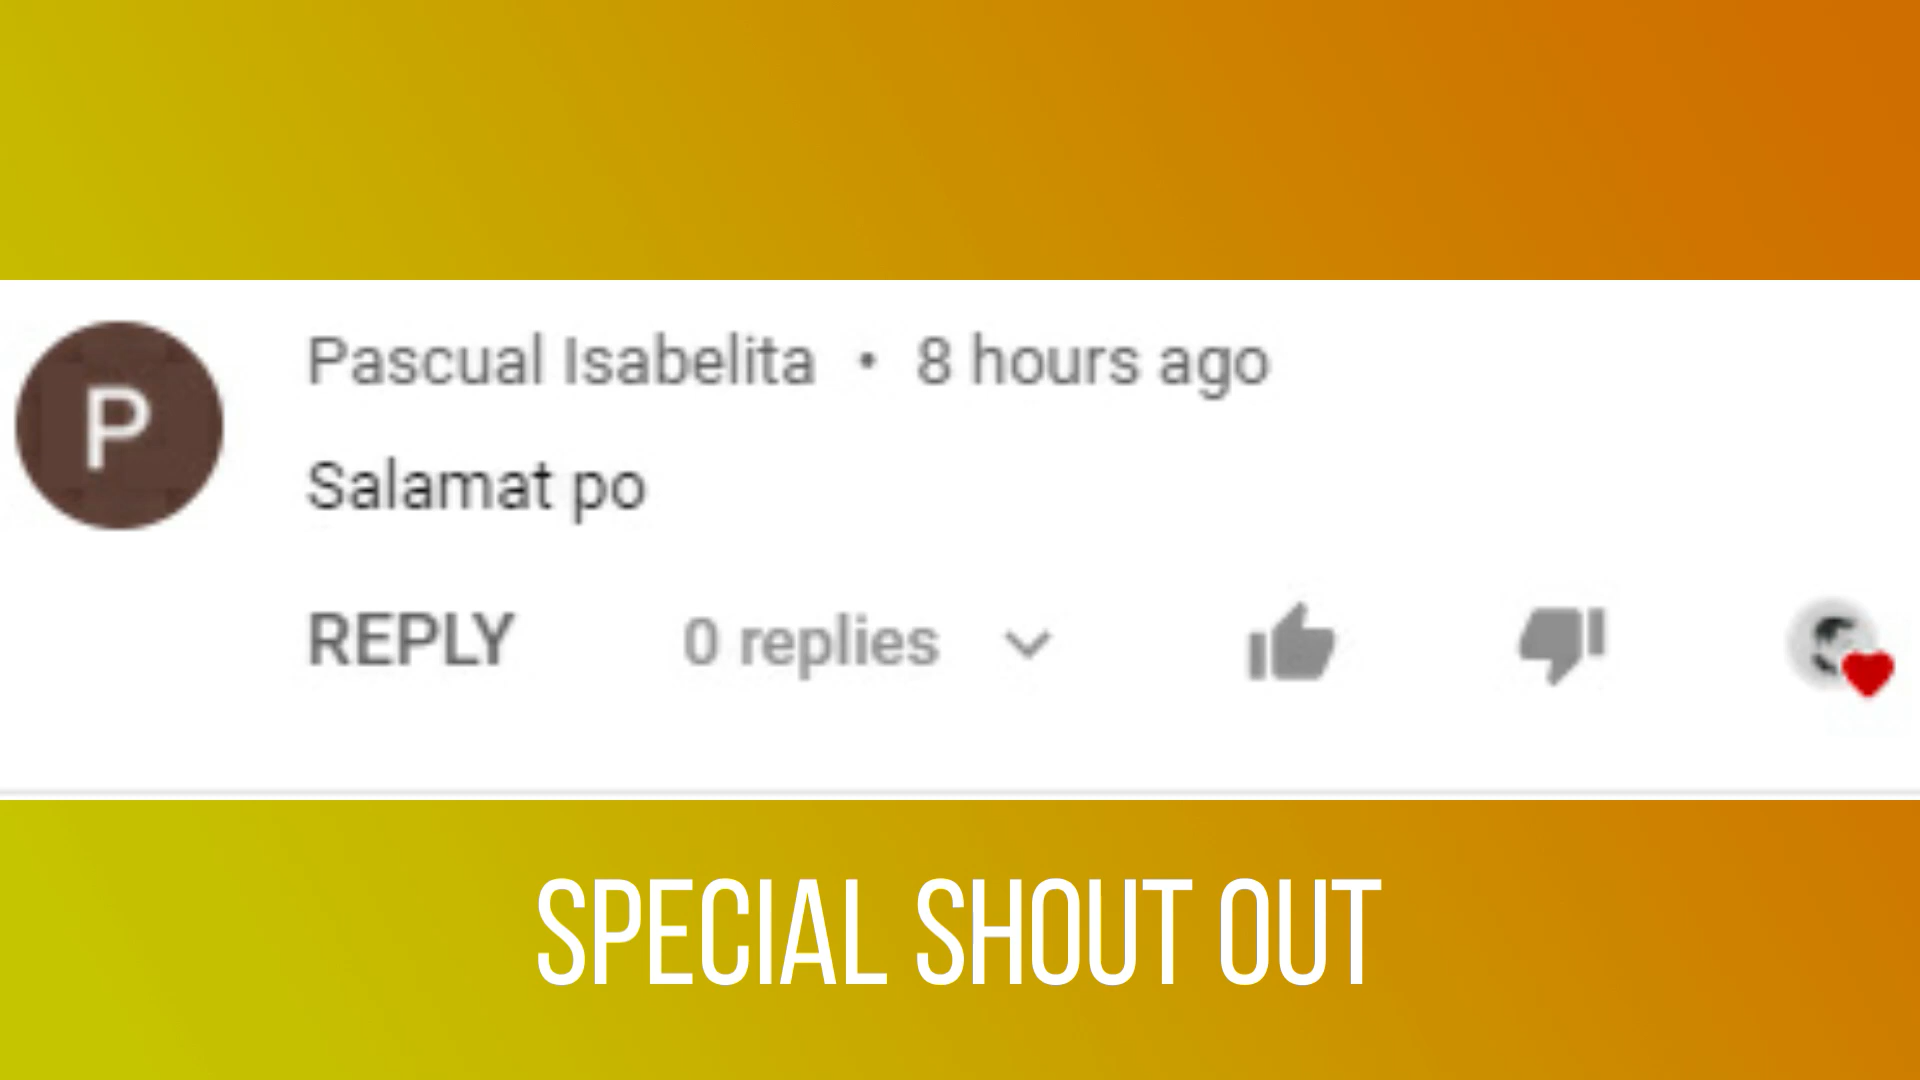 P
Pascual Isabelita • 8 hours ago
Salamat po
REPLY 0 replies
SPECIAL SHOUT OUT